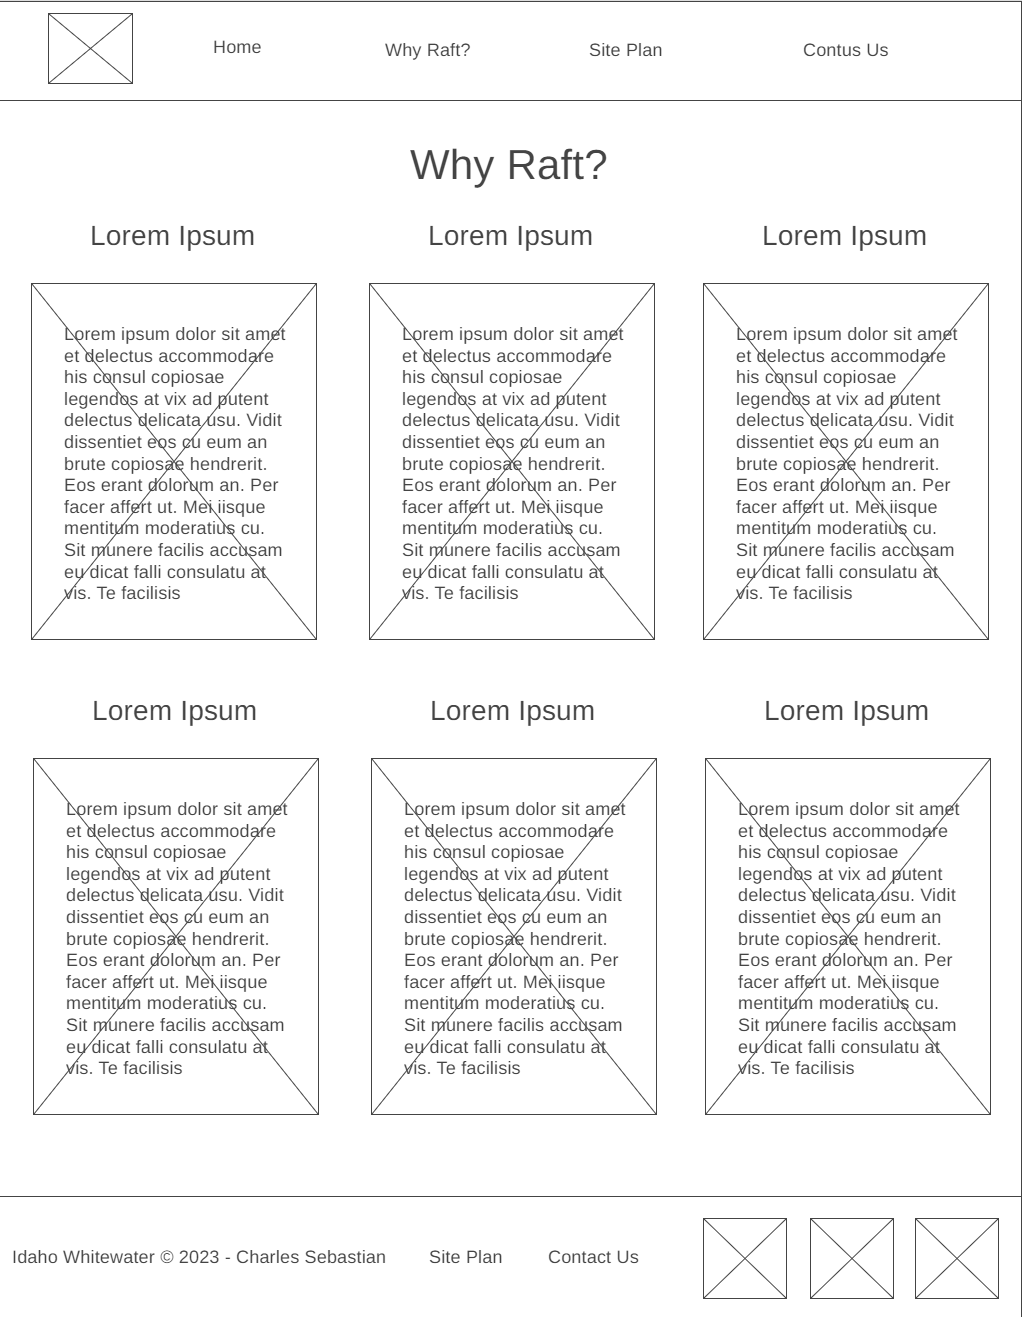 Home
Why Raft?
Site Plan
Contus Us
Why Raft?
Lorem Ipsum
Lorem ipsum dolor sit amet
et delectus accommodare
his consul copiosae
legendos at vix ad putent
delectus delicata usu. Vidit
dissentiet eos cu eum an
brute copiosae hendrerit.
Eos erant dolorum an. Per
facer affert ut. Mei iisque
mentitum moderatius cu.
Sit munere facilis accusam
eu dicat falli consulatu at
vis. Te facilisis
Lorem Ipsum
Lorem ipsum dolor sit amet
et delectus accommodare
his consul copiosae
legendos at vix ad putent
delectus delicata usu. Vidit
dissentiet eos cu eum an
brute copiosae hendrerit.
Eos erant dolorum an. Per
facer affert ut. Mei iisque
mentitum moderatius cu.
Sit munere facilis accusam
eu dicat falli consulatu at
vis. Te facilisis
Lorem Ipsum
Lorem ipsum dolor sit amet
et delectus accommodare
his consul copiosae
legendos at vix ad putent
delectus delicata usu. Vidit
dissentiet eos cu eum an
brute copiosae hendrerit.
Eos erant dolorum an. Per
facer affert ut. Mei iisque
mentitum moderatius cu.
Sit munere facilis accusam
eu dicat falli consulatu at
vis. Te facilisis
Lorem Ipsum
Lorem ipsum dolor sit amet
et delectus accommodare
his consul copiosae
legendos at vix ad putent
delectus delicata usu. Vidit
dissentiet eos cu eum an
brute copiosae hendrerit.
Eos erant dolorum an. Per
facer affert ut. Mei iisque
mentitum moderatius cu.
Sit munere facilis accusam
eu dicat falli consulatu at
vis. Te facilisis
Lorem Ipsum
Lorem ipsum dolor sit amet
et delectus accommodare
his consul copiosae
legendos at vix ad putent
delectus delicata usu. Vidit
dissentiet eos cu eum an
brute copiosae hendrerit.
Eos erant dolorum an. Per
facer affert ut. Mei iisque
mentitum moderatius cu.
Sit munere facilis accusam
eu dicat falli consulatu at
vis. Te facilisis
Lorem Ipsum
Lorem ipsum dolor sit amet
et delectus accommodare
his consul copiosae
legendos at vix ad putent
delectus delicata usu. Vidit
dissentiet eos cu eum an
brute copiosae hendrerit.
Eos erant dolorum an. Per
facer affert ut. Mei iisque
mentitum moderatius cu.
Sit munere facilis accusam
eu dicat falli consulatu at
vis. Te facilisis
Idaho Whitewater © 2023 - Charles Sebastian
Site Plan
Contact Us